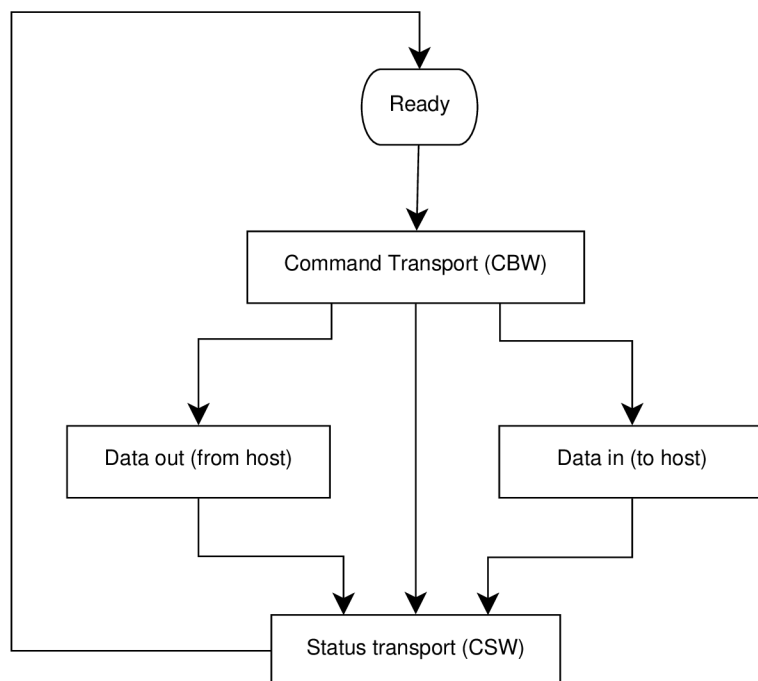 Ready
Command Transport (CBW)
Data out (from host)
Data in (to host)
Status transport (CSW)